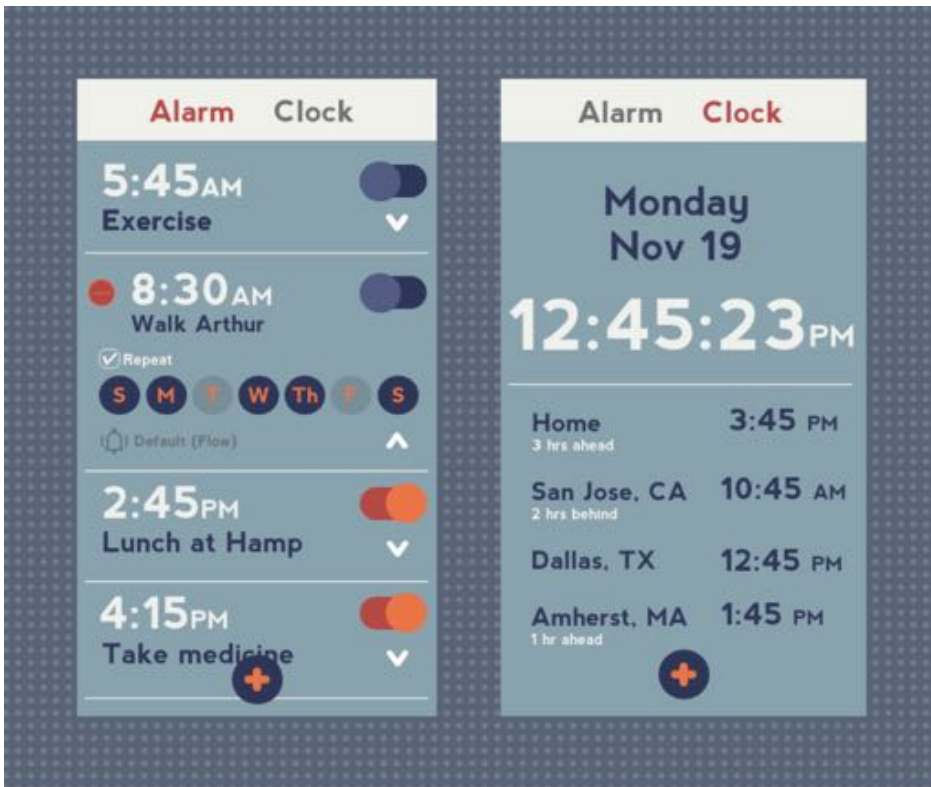 Alarm Clock
5:45AM
Exercise
8:30AM
Walk Arthur
Repeat
S M T W Th F S
Default (Flow)
2:45PM
Lunch at Hamp
4:15PM
Take medicine
Alarm Clock
Monday
Nov 19
12:45:23PM
Home 3:45 PM
3 hrs ahead
San Jose, CA 10:45 AM
2 hrs behind
Dallas, TX 12:45 PM
Amherst, MA 1:45 PM
1 hr ahead